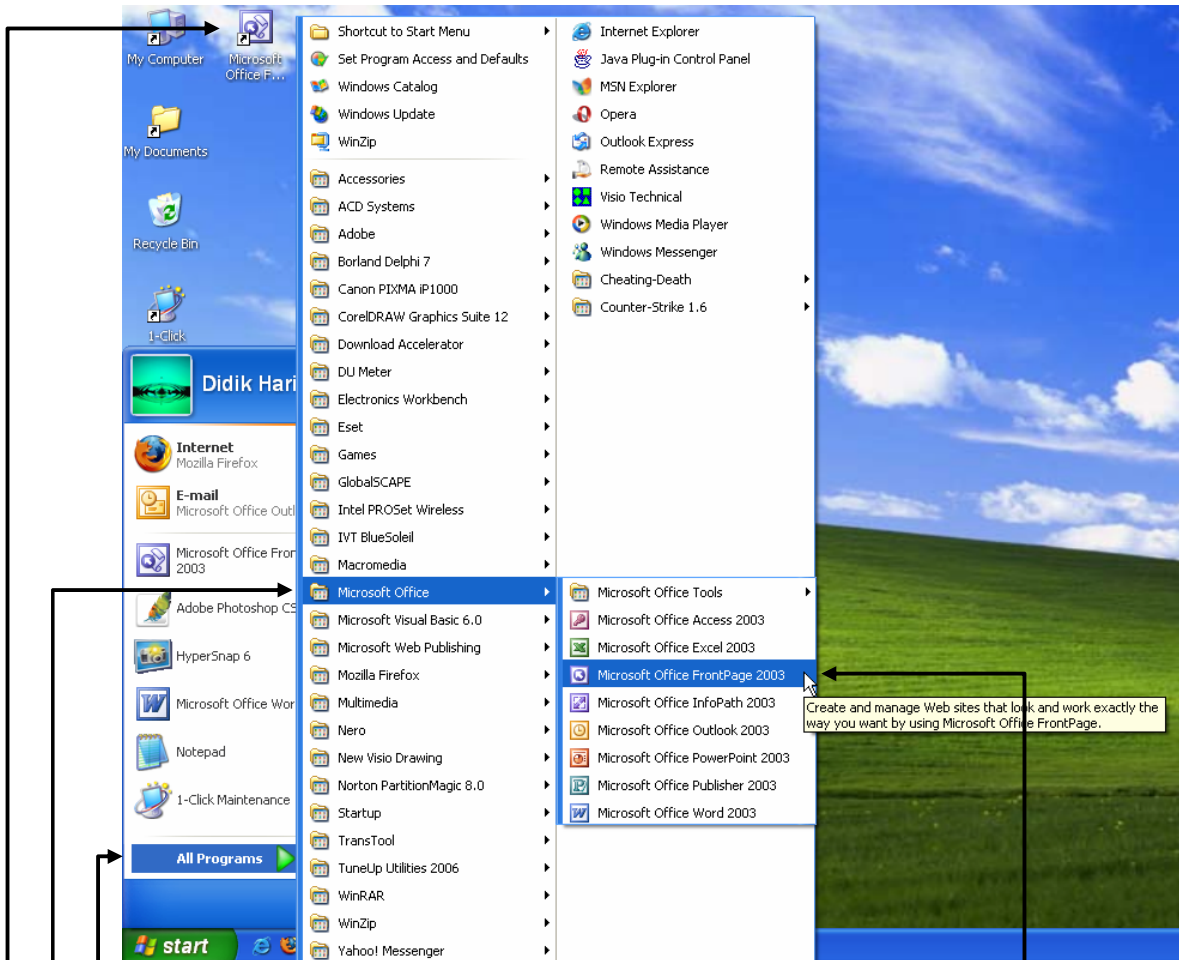 My Computer
Microsoft
Office F...
My Documents
Recycle Bin
1-Click
Didik Hari
Internet
Mozilla Firefox
E-mail
Microsoft Office Outl
Microsoft Office Fron
2003
Adobe Photoshop CS
HyperSnap 6
Microsoft Office Wor
Notepad
1-Click Maintenance
All Programs
start
Shortcut to Start Menu
Set Program Access and Defaults
Windows Catalog
Windows Update
WinZip
Accessories
ACD Systems
Adobe
Borland Delphi 7
Canon PIXMA iP1000
CorelDRAW Graphics Suite 12
Download Accelerator
DU Meter
Electronics Workbench
Eset
Games
GlobalSCAPE
Intel PROSet Wireless
IVT BlueSoleil
Macromedia
Microsoft Office
Microsoft Visual Basic 6.0
Microsoft Web Publishing
Mozilla Firefox
Multimedia
Nero
New Visio Drawing
Norton PartitionMagic 8.0
Startup
TransTool
TuneUp Utilities 2006
WinRAR
WinZip
Yahoo! Messenger
Internet Explorer
Java Plug-in Control Panel
MSN Explorer
Opera
Outlook Express
Remote Assistance
Visio Technical
Windows Media Player
Windows Messenger
Cheating-Death
Counter-Strike 1.6
Microsoft Office Tools
Microsoft Office Access 2003
Microsoft Office Excel 2003
Microsoft Office FrontPage 2003
Microsoft Office InfoPath 2003
Microsoft Office Outlook 2003
Microsoft Office PowerPoint 2003
Microsoft Office Publisher 2003
Microsoft Office Word 2003
Create and manage Web sites that look and work exactly the
way you want by using Microsoft Office FrontPage.